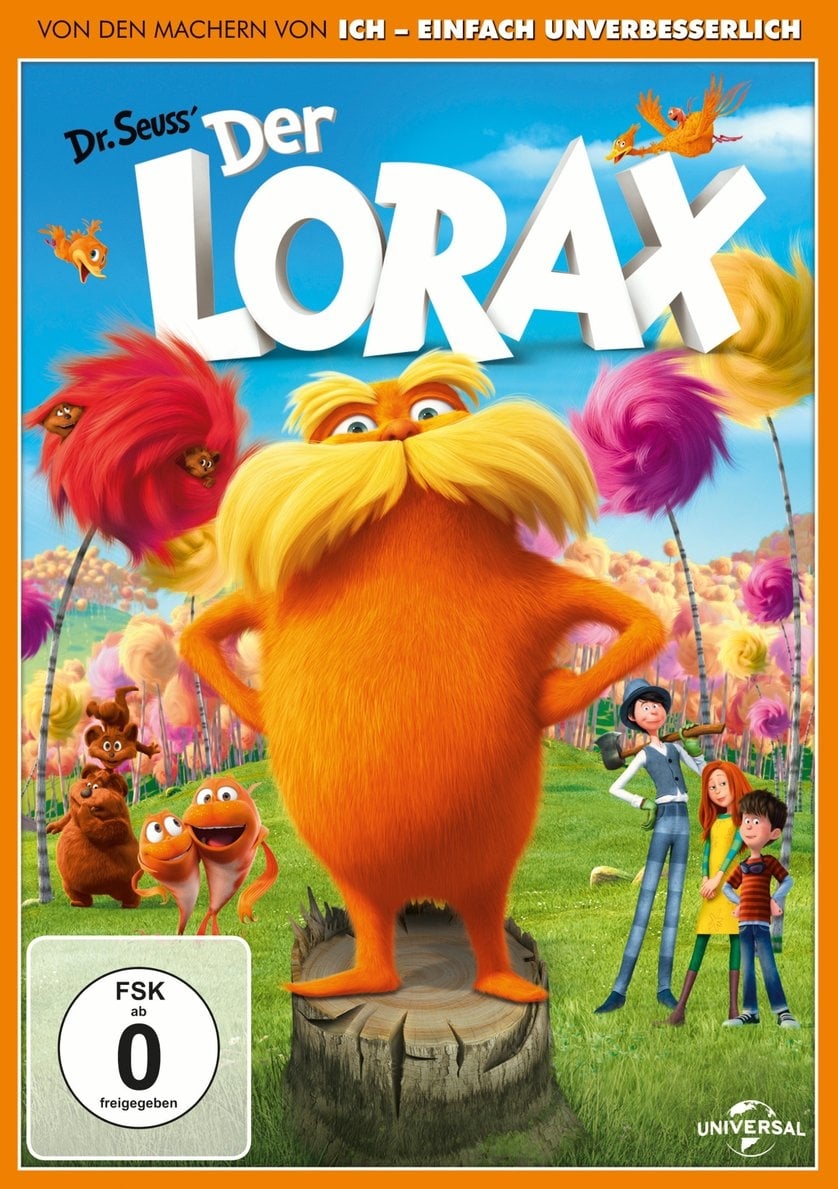 VON DEN MACHERN VON ICH – EINFACH UNVERBESSERLICH
Dr. Seuss' Der
LORAX
FSK
ab
0
freigegeben
UNIVERSAL